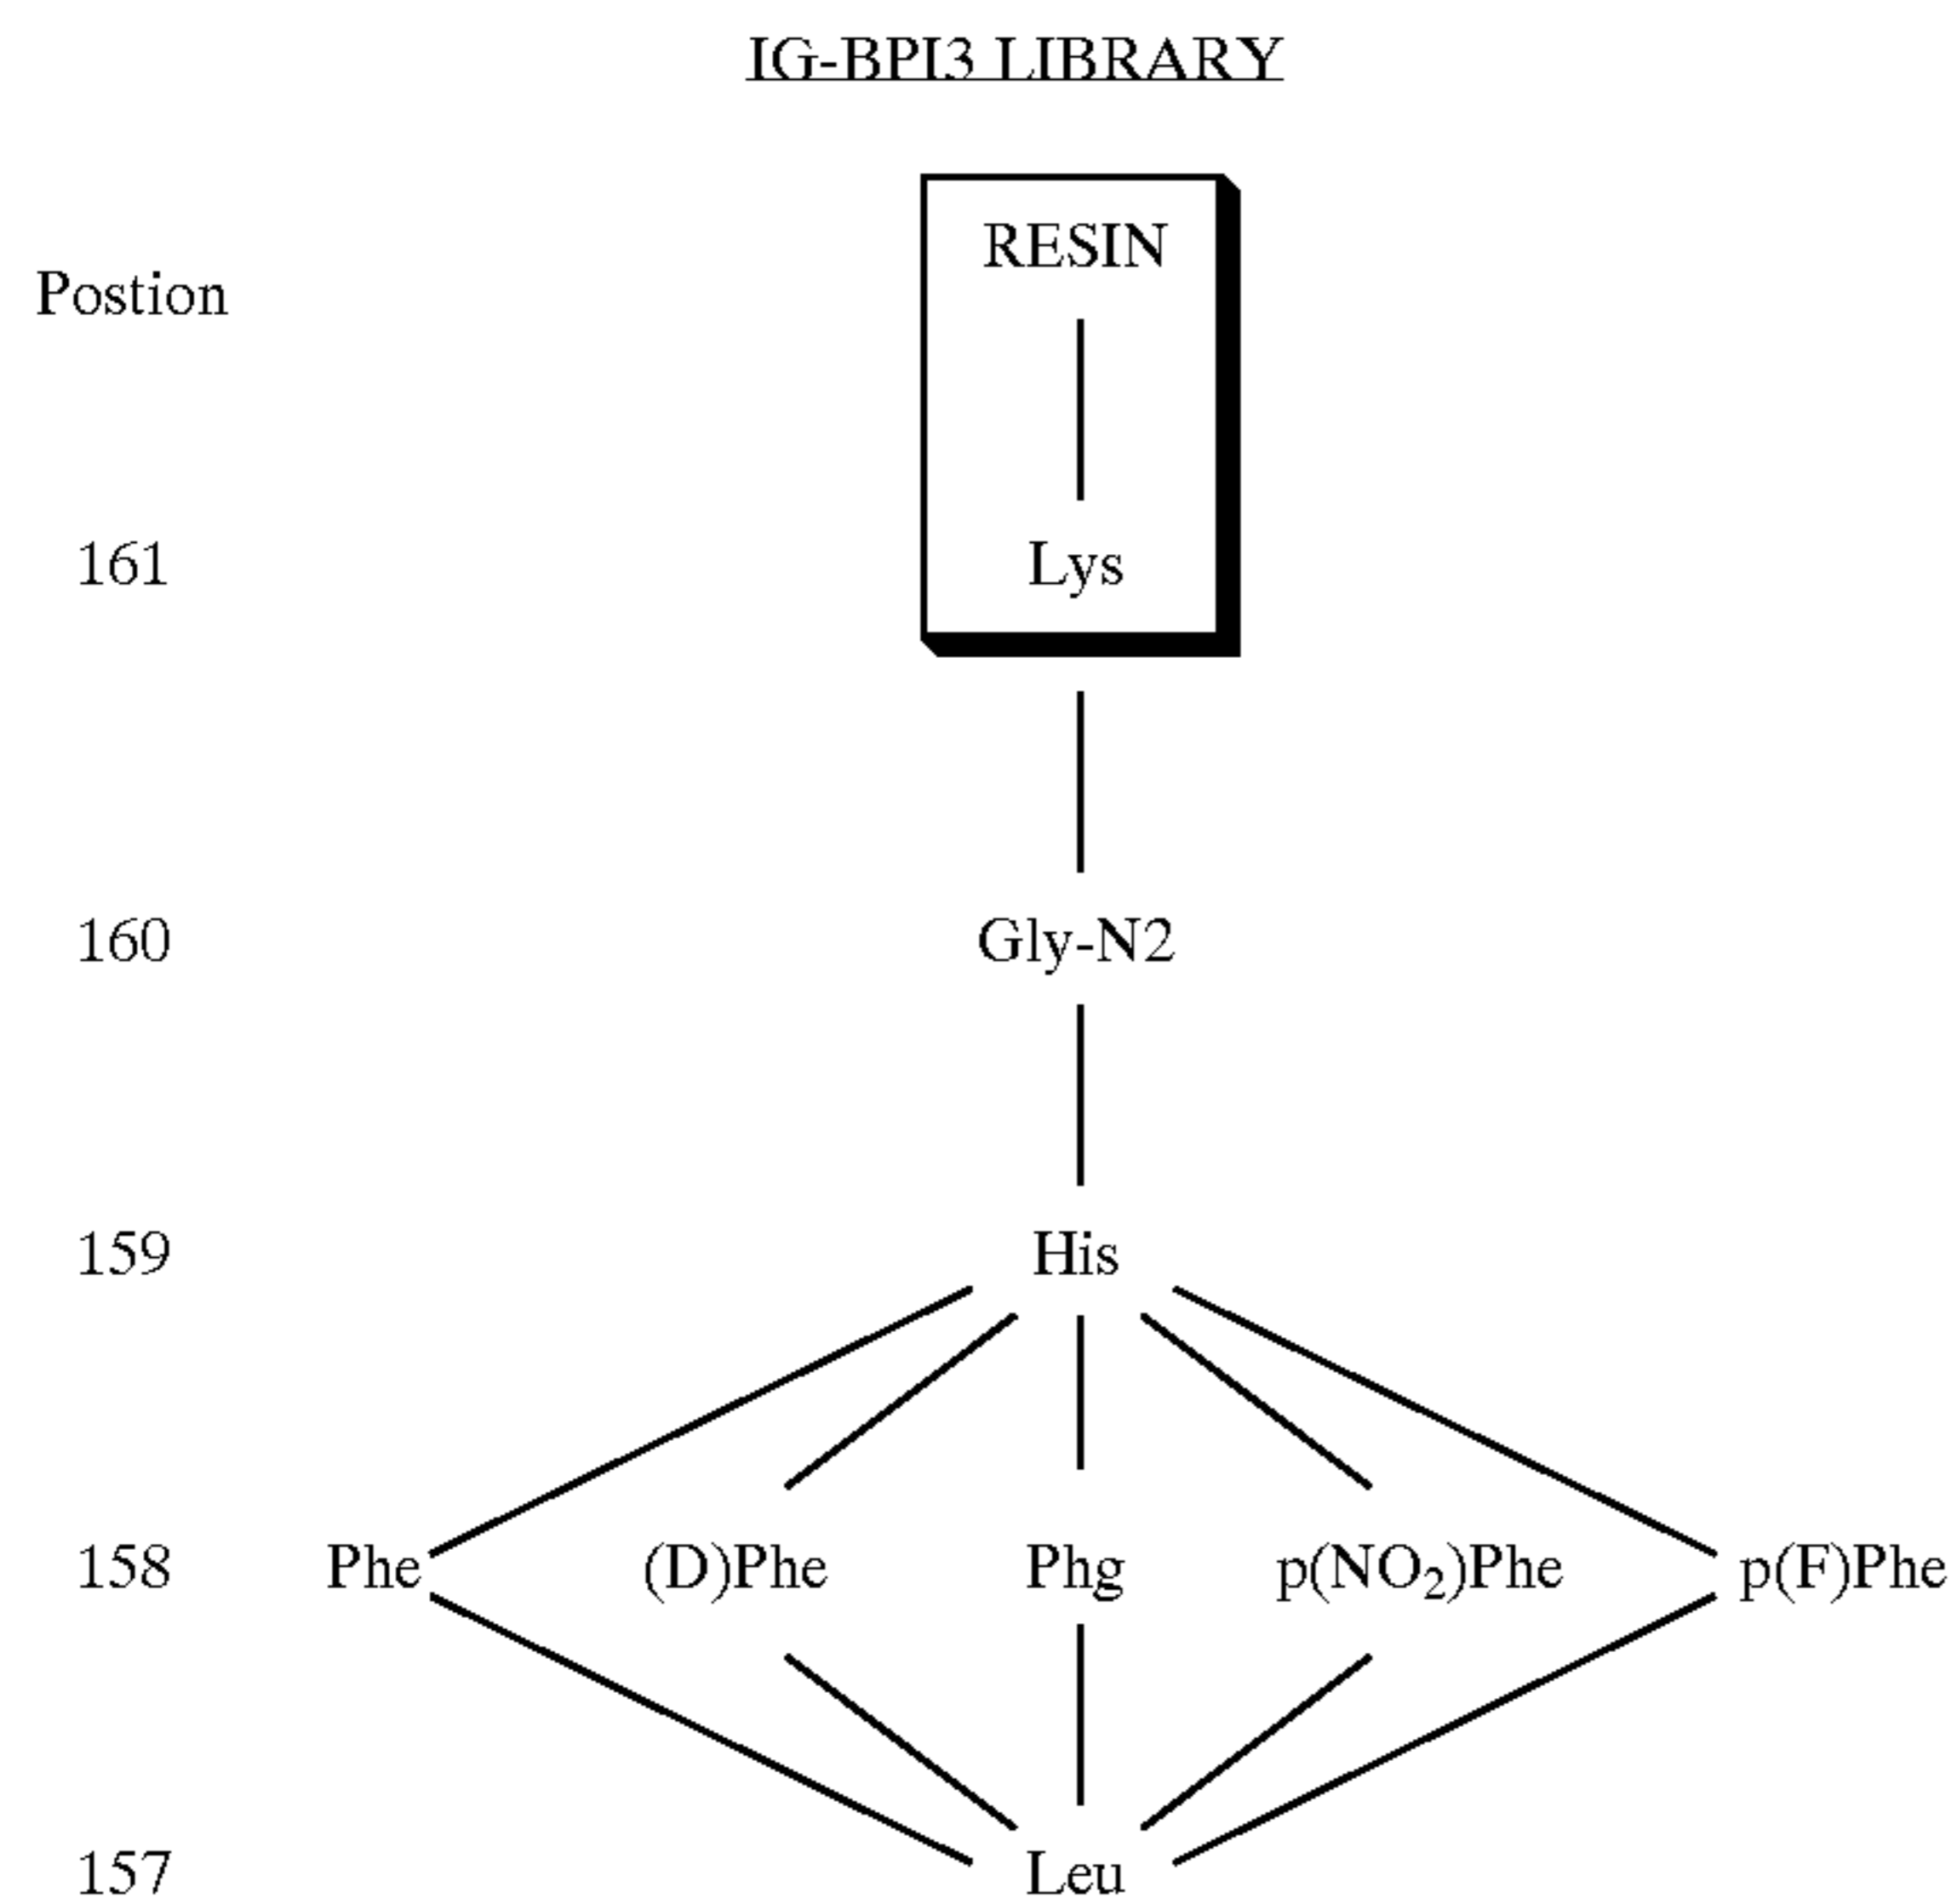 IG-BPI3 LIBRARY
RESIN
Postion
161 Lys
160 Gly-N2
159 His
158 Phe (D)Phe Phg p(NO₂)Phe p(F)Phe
157 Leu